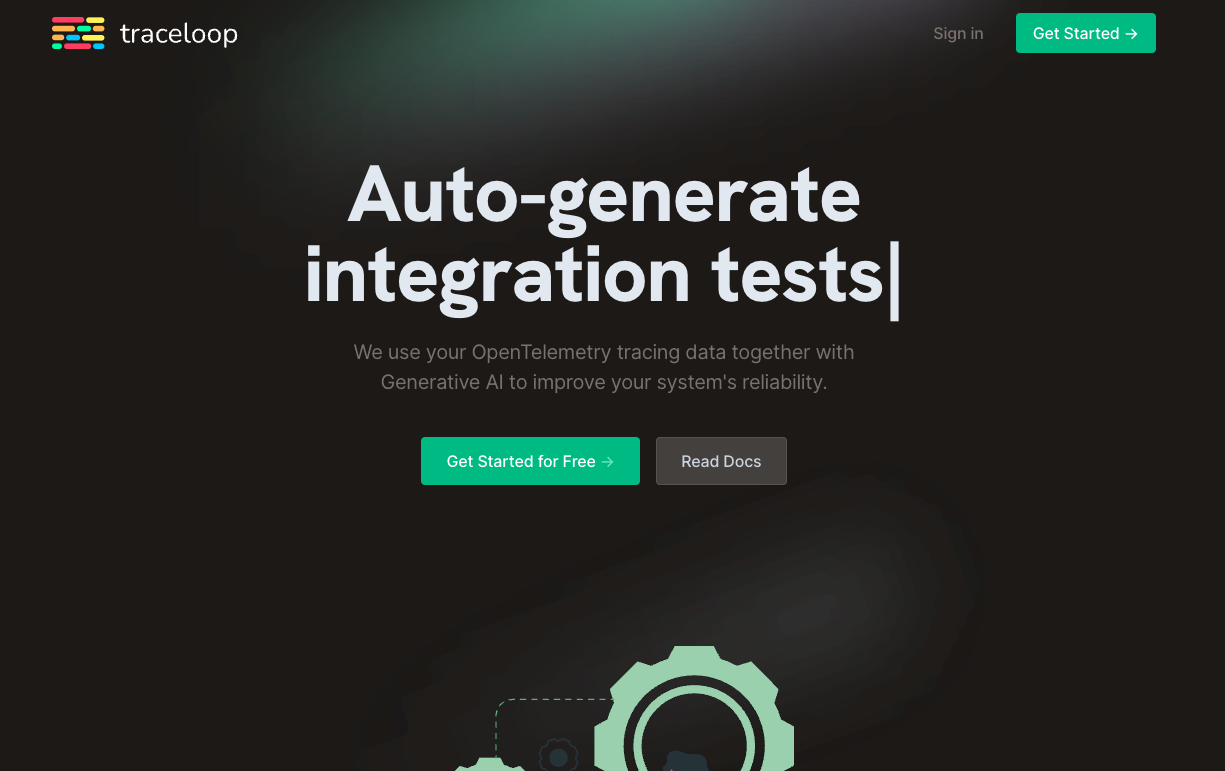 traceloop
Sign in
Get Started →
Auto-generate
integration tests|
We use your OpenTelemetry tracing data together with
Generative AI to improve your system's reliability.
Get Started for Free →
Read Docs